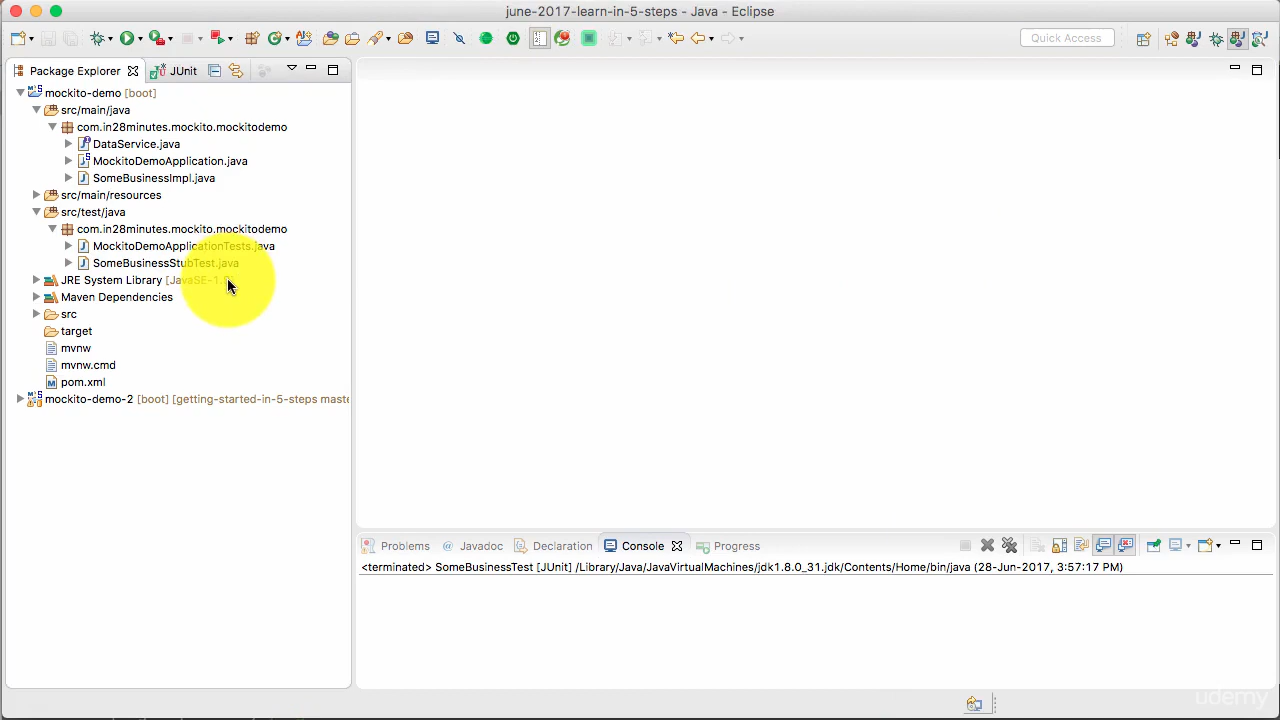 june-2017-learn-in-5-steps - Java - Eclipse
Quick Access
Package Explorer
JUnit
mockito-demo [boot]
src/main/java
com.in28minutes.mockito.mockitodemo
DataService.java
MockitoDemoApplication.java
SomeBusinessImpl.java
src/main/resources
src/test/java
com.in28minutes.mockito.mockitodemo
MockitoDemoApplicationTests.java
SomeBusinessStubTest.java
JRE System Library [JavaSE-1.8]
Maven Dependencies
src
target
mvnw
mvnw.cmd
pom.xml
mockito-demo-2 [boot] [getting-started-in-5-steps maste
Problems
Javadoc
Declaration
Console
Progress
<terminated> SomeBusinessTest [JUnit] /Library/Java/JavaVirtualMachines/jdk1.8.0_31.jdk/Contents/Home/bin/java (28-Jun-2017, 3:57:17 PM)
udemy